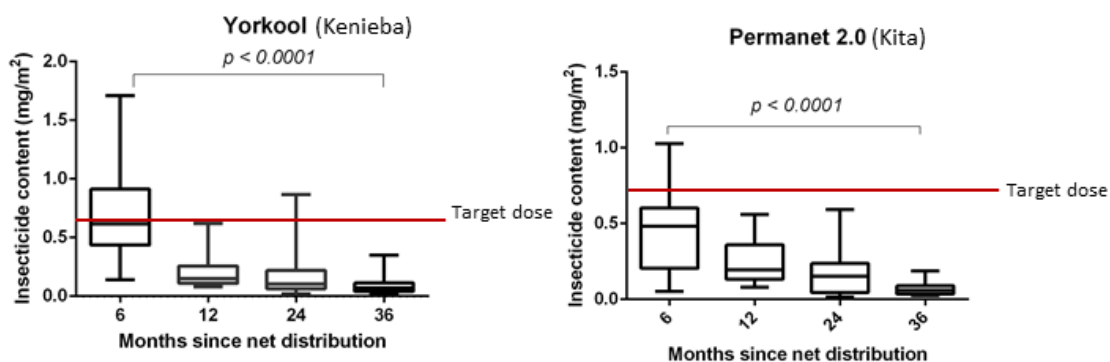 Yorkool (Kenieba)
p < 0.0001
Insecticide content (mg/m²)
2.0
1.5
1.0
0.5
0.0
Target dose
6 12 24 36
Months since net distribution
Permanet 2.0 (Kita)
p < 0.0001
Insecticide content (mg/m²)
1.5
1.0
0.5
0.0
Target dose
6 12 24 36
Months since net distribution